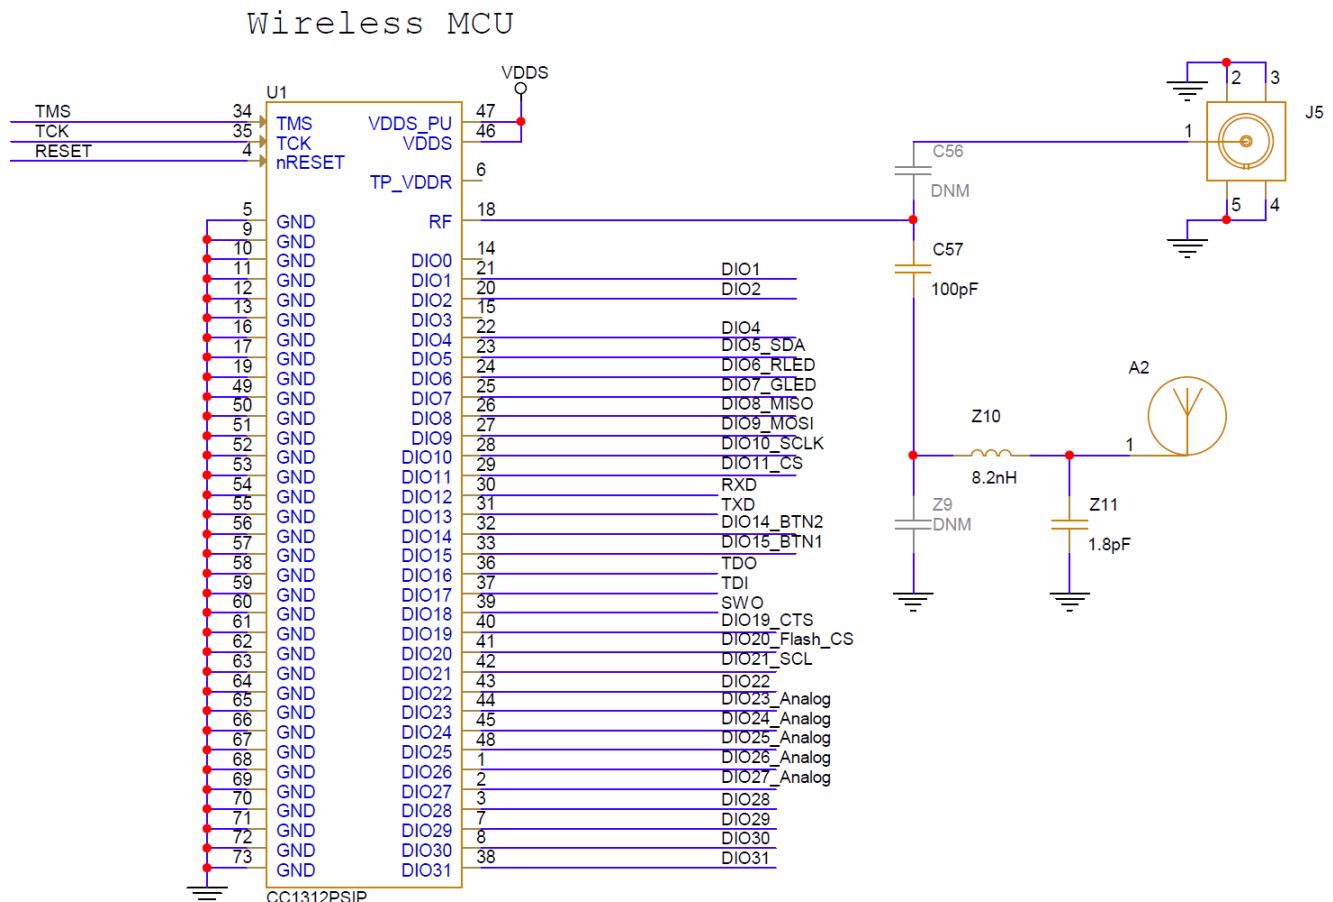 Wireless MCU
VDDS
U1
TMS 34 TMS VDDS_PU 47
TCK 35 TCK VDDS 46
RESET 4 nRESET
TP_VDDR 6
5 GND RF 18
9 GND
10 GND DIO0 14
11 GND DIO1 21 DIO1
12 GND DIO2 20 DIO2
13 GND DIO3 15
16 GND DIO4 22 DIO4
17 GND DIO5 23 DIO5_SDA
19 GND DIO6 24 DIO6_RLED
49 GND DIO7 25 DIO7_GLED
50 GND DIO8 26 DIO8_MISO
51 GND DIO9 27 DIO9_MOSI
52 GND DIO10 28 DIO10_SCLK
53 GND DIO11 29 DIO11_CS
54 GND DIO12 30 RXD
55 GND DIO13 31 TXD
56 GND DIO14 32 DIO14_BTN2
57 GND DIO15 33 DIO15_BTN1
58 GND DIO16 36 TDO
59 GND DIO17 37 TDI
60 GND DIO18 39 SWO
61 GND DIO19 40 DIO19_CTS
62 GND DIO20 41 DIO20_Flash_CS
63 GND DIO21 42 DIO21_SCL
64 GND DIO22 43 DIO22
65 GND DIO23 44 DIO23_Analog
66 GND DIO24 45 DIO24_Analog
67 GND DIO25 48 DIO25_Analog
68 GND DIO26 1 DIO26_Analog
69 GND DIO27 2 DIO27_Analog
70 GND DIO28 3 DIO28
71 GND DIO29 7 DIO29
72 GND DIO30 8 DIO30
73 GND DIO31 38 DIO31
CC1312PSIP
2 3
J5
1
C56
DNM
5 4
C57
100pF
A2
Z10
1
8.2nH
Z9
DNM
Z11
1.8pF